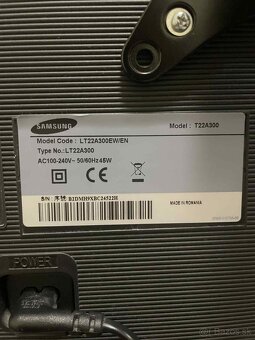 SAMSUNG
Model : T22A300
Model Code : LT22A300EW/EN
Type No.:LT22A300
AC100-240V~ 50/60Hz 45W
CE
S/N :
MADE IN ROMANIA
POWER